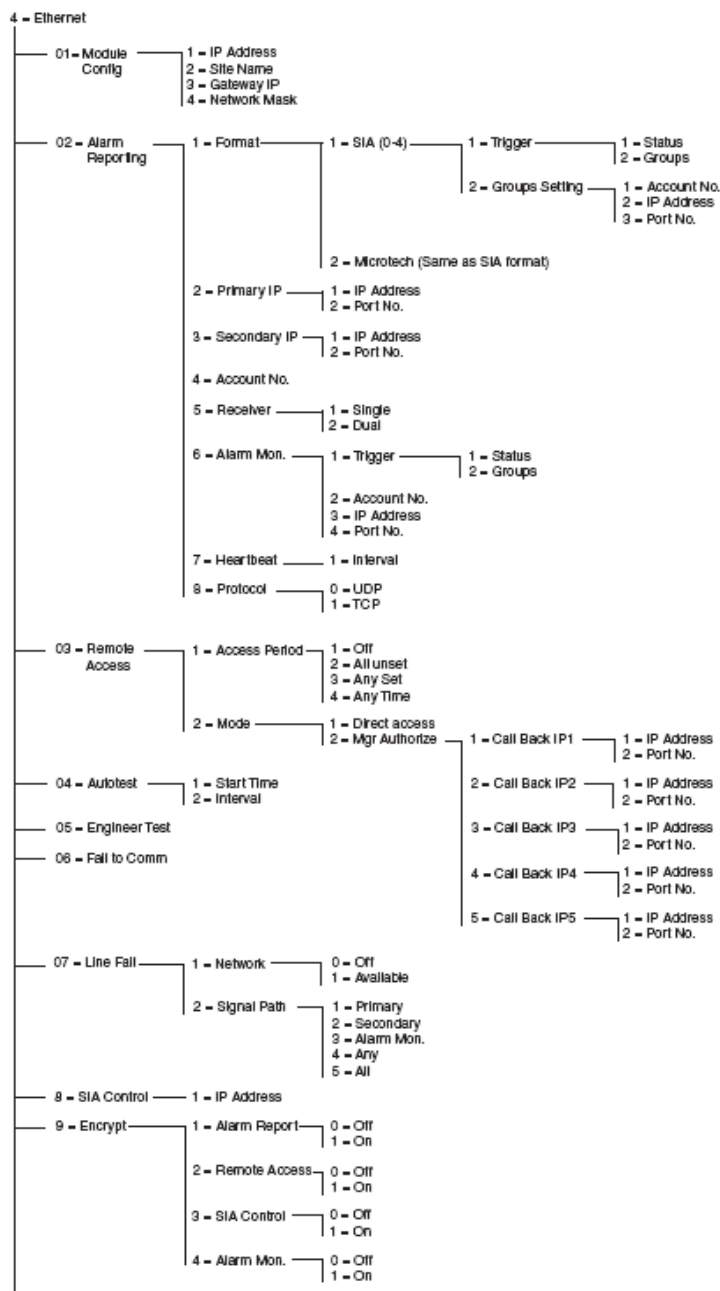 4 – Ethernet
01 – Module Config
1 – IP Address
2 – Site Name
3 – Gateway IP
4 – Network Mask
02 – Alarm Reporting
1 – Format
1 – SIA (0-4)
1 – Trigger
1 – Status
2 – Groups
2 – Groups Setting
1 – Account No.
2 – IP Address
3 – Port No.
2 – Microtech (Same as SIA format)
2 – Primary IP
1 – IP Address
2 – Port No.
3 – Secondary IP
1 – IP Address
2 – Port No.
4 – Account No.
5 – Receiver
1 – Single
2 – Dual
6 – Alarm Mon.
1 – Trigger
1 – Status
2 – Groups
2 – Account No.
3 – IP Address
4 – Port No.
7 – Heartbeat
1 – Interval
8 – Protocol
0 – UDP
1 – TCP
03 – Remote Access
1 – Access Period
1 – Off
2 – All unset
3 – Any Set
4 – Any Time
2 – Mode
1 – Direct access
2 – Mgr Authorize
1 – Call Back IP1
1 – IP Address
2 – Port No.
2 – Call Back IP2
1 – IP Address
2 – Port No.
3 – Call Back IP3
1 – IP Address
2 – Port No.
4 – Call Back IP4
1 – IP Address
2 – Port No.
5 – Call Back IP5
1 – IP Address
2 – Port No.
04 – Autotest
1 – Start Time
2 – Interval
05 – Engineer Test
06 – Fail to Comm
07 – Line Fail
1 – Network
0 – Off
1 – Available
2 – Signal Path
1 – Primary
2 – Secondary
3 – Alarm Mon.
4 – Any
5 – All
8 – SIA Control
1 – IP Address
9 – Encrypt
1 – Alarm Report
0 – Off
1 – On
2 – Remote Access
0 – Off
1 – On
3 – SIA Control
0 – Off
1 – On
4 – Alarm Mon.
0 – Off
1 – On